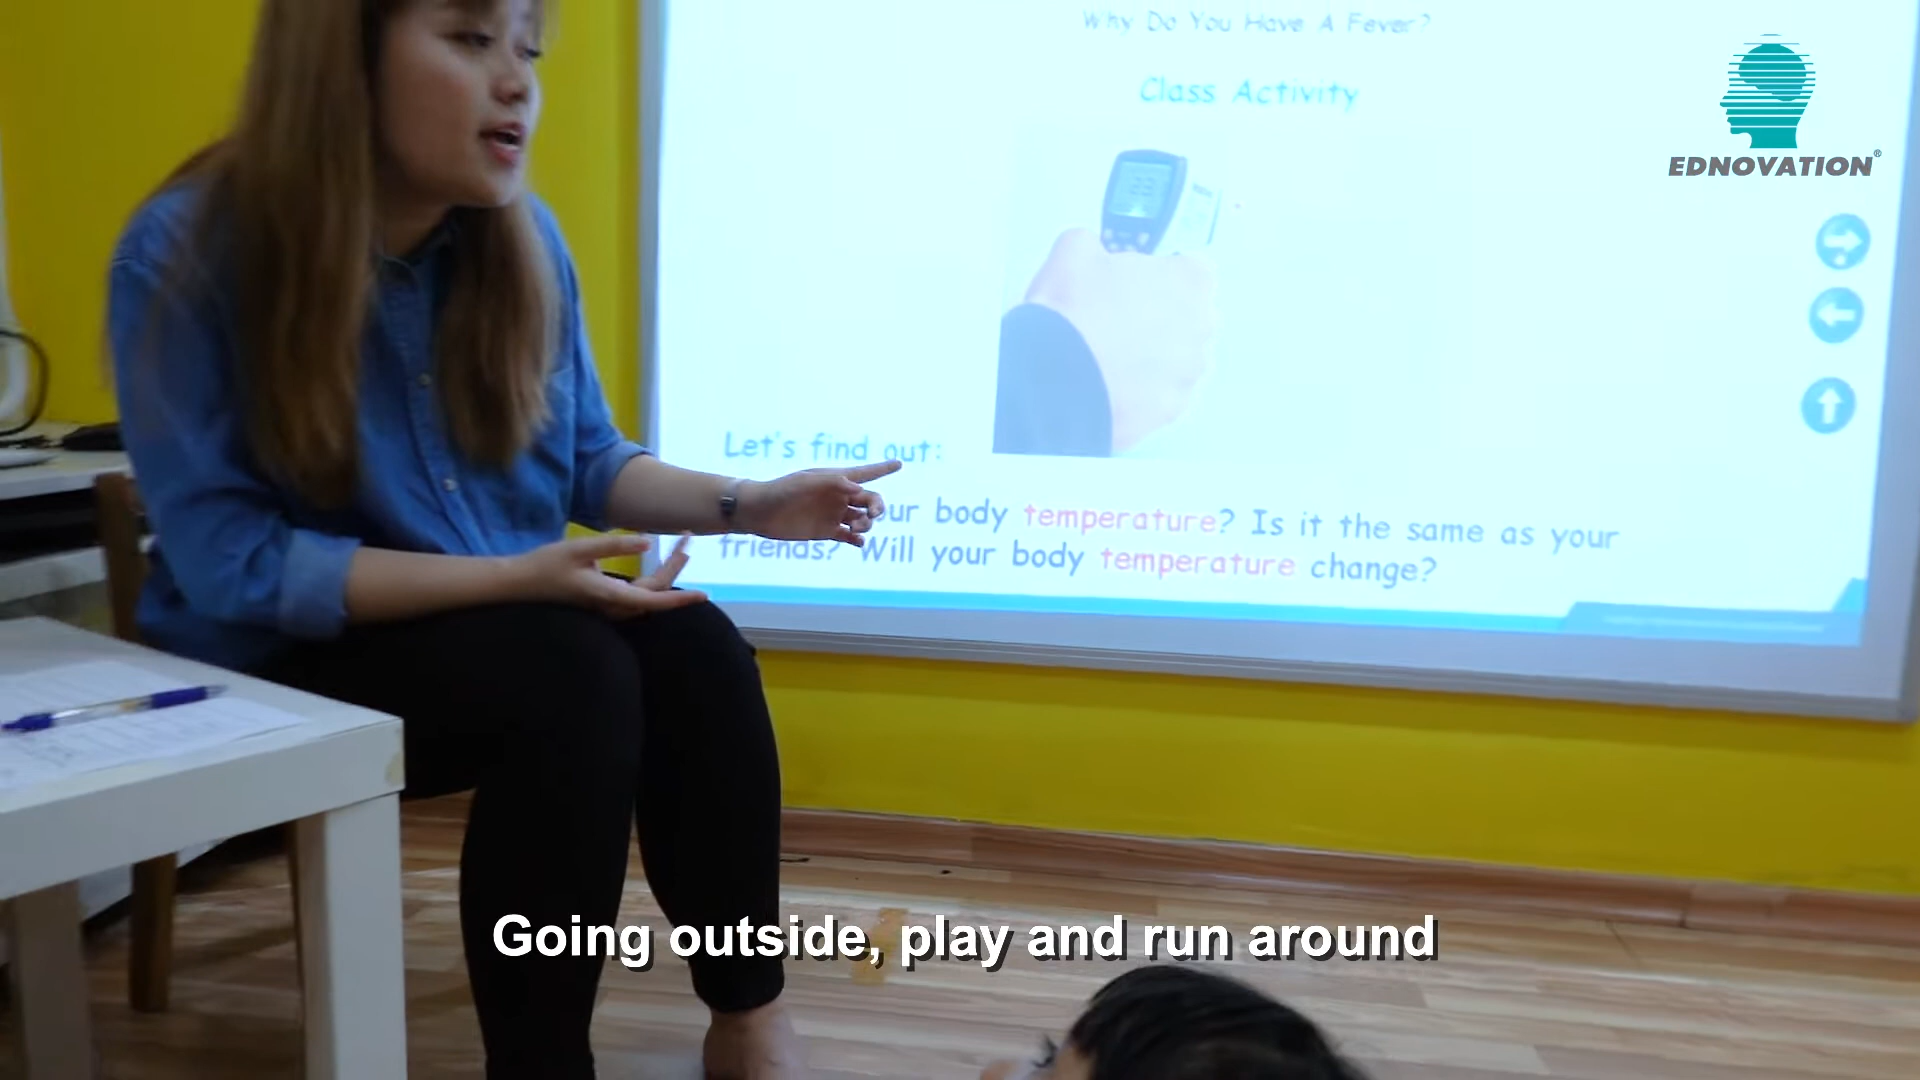 Why Do You Have A Fever?
Class Activity
EDNOVATION®
Let's find out:
our body temperature? Is it the same as your
friends? Will your body temperature change?
Going outside, play and run around